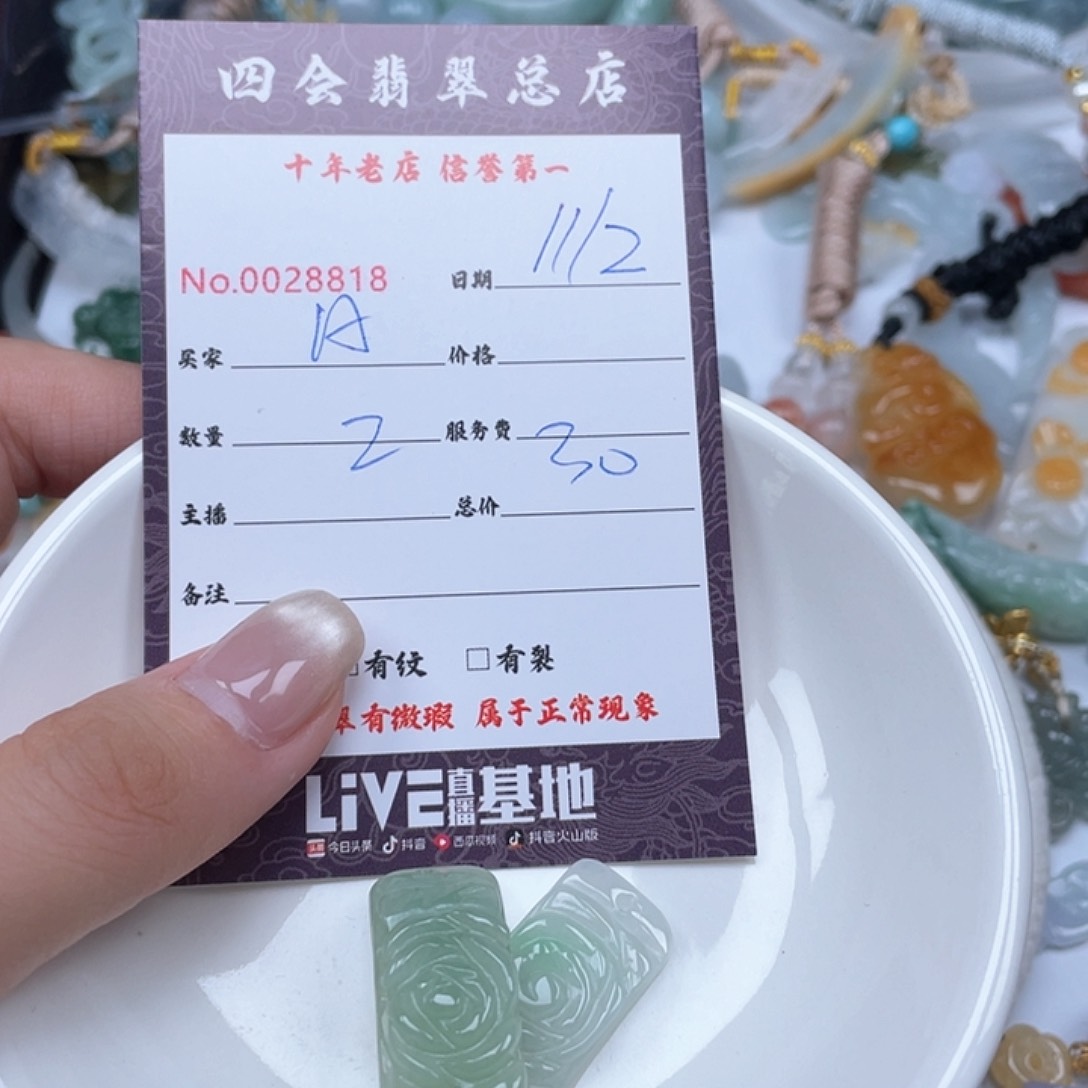 四会翡翠总店
十年老店 信誉第一
No.0028818 日期 11/2
买家 A 价格
数量 2 服务费 30
主播 总价
备注
有纹 □有裂
翠有微瑕 属于正常现象
LiVE直播基地
头条 今日头条 抖音 西瓜视频 抖音火山版